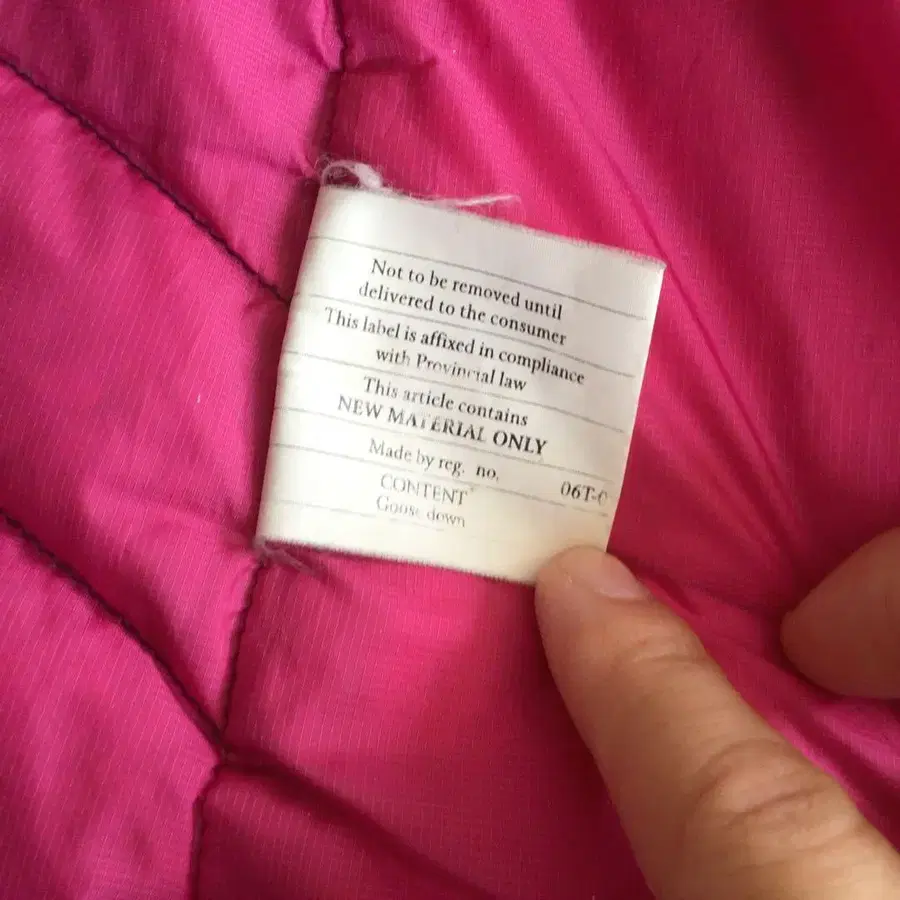 Not to be removed until
delivered to the consumer
This label is affixed in compliance
with Provincial law
This article contains
NEW MATERIAL ONLY
Made by reg. no. 06T-C
CONTENT
Goose down